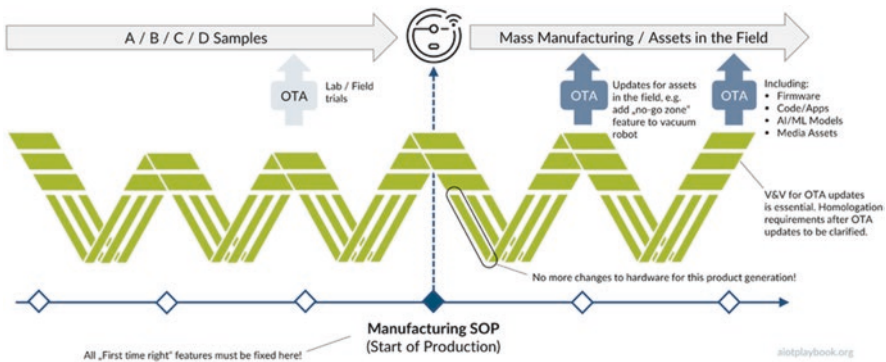 A / B / C / D Samples
Mass Manufacturing / Assets in the Field
OTA
Lab / Field
trials
OTA
Updates for assets
in the field, e.g.
add „no-go zone"
feature to vacuum
robot
OTA
Including:
• Firmware
• Code/Apps
• AI/ML Models
• Media Assets
V&V for OTA updates
is essential. Homologation
requirements after OTA
updates to be clarified.
No more changes to hardware for this product generation!
Manufacturing SOP
(Start of Production)
All „First time right" features must be fixed here!
aiotplaybook.org